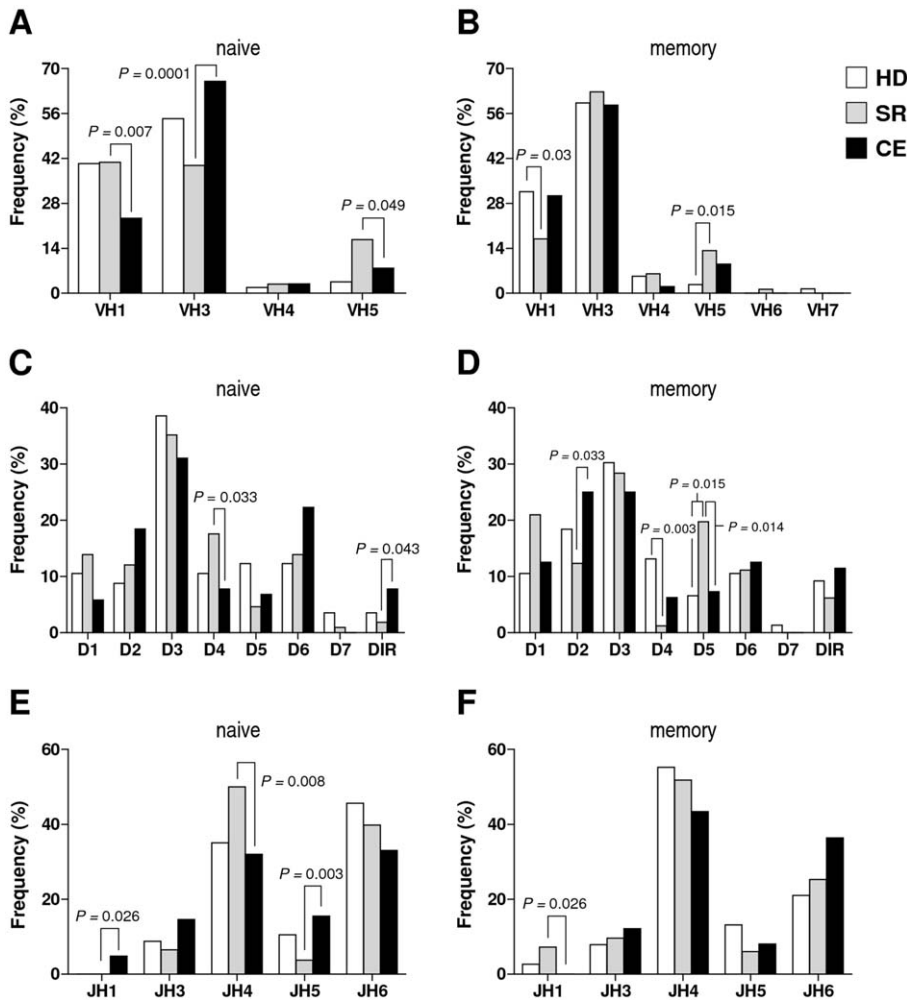 A
naive
Frequency (%)
70
56
42
28
14
0
P = 0.007
P = 0.0001
P = 0.049
VH1 VH3 VH4 VH5
B
memory
Frequency (%)
70
56
42
28
14
0
P = 0.03
P = 0.015
VH1 VH3 VH4 VH5 VH6 VH7
HD
SR
CE
C
naive
Frequency (%)
40
30
20
10
0
P = 0.033
P = 0.043
D1 D2 D3 D4 D5 D6 D7 DIR
D
memory
Frequency (%)
40
30
20
10
0
P = 0.033
P = 0.003
P = 0.015
P = 0.014
D1 D2 D3 D4 D5 D6 D7 DIR
E
naive
Frequency (%)
60
40
20
0
P = 0.026
P = 0.008
P = 0.003
JH1 JH3 JH4 JH5 JH6
F
memory
Frequency (%)
60
40
20
0
P = 0.026
JH1 JH3 JH4 JH5 JH6